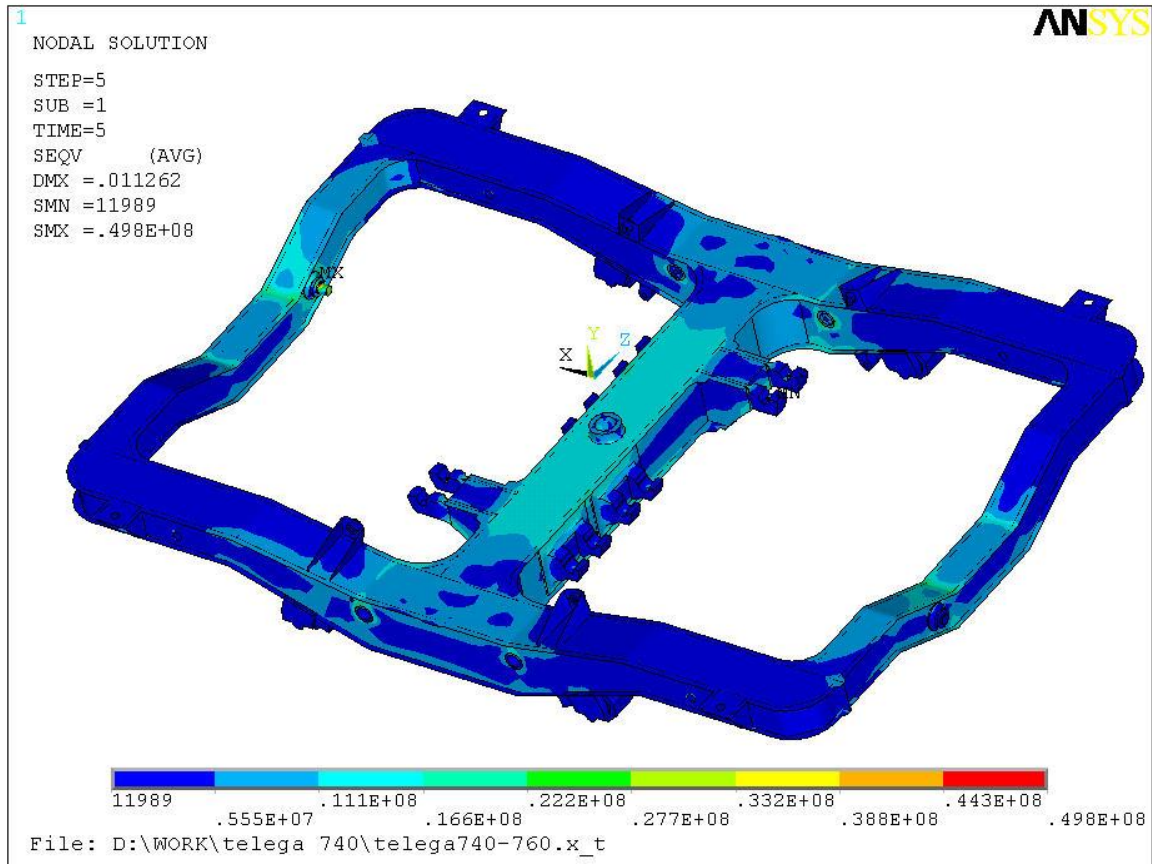 1
ANSYS
NODAL SOLUTION
STEP=5
SUB =1
TIME=5
SEQV (AVG)
DMX =.011262
SMN =11989
SMX =.498E+08
MX
Y
Z
X
MN
11989 .111E+08 .222E+08 .332E+08 .443E+08
.555E+07 .166E+08 .277E+08 .388E+08 .498E+08
File: D:\WORK\telega 740\telega740-760.x_t